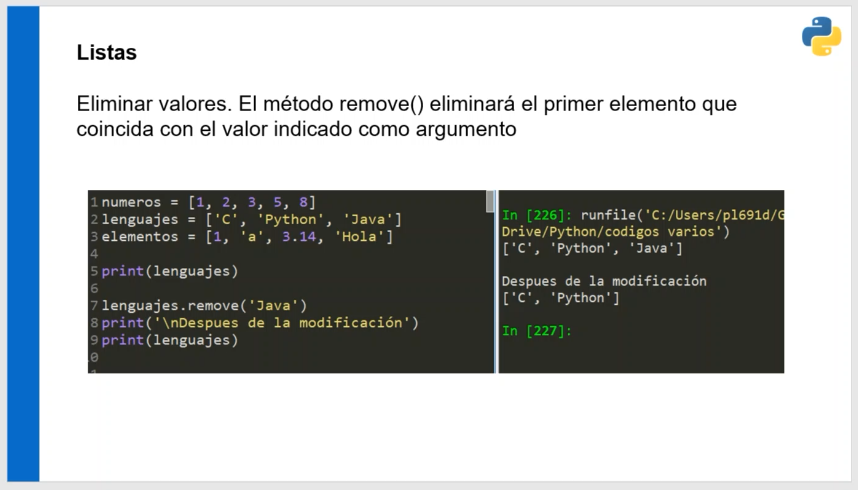 Listas
Eliminar valores. El método remove() eliminará el primer elemento que
coincida con el valor indicado como argumento
1 numeros = [1, 2, 3, 5, 8]
2 lenguajes = ['C', 'Python', 'Java']
3 elementos = [1, 'a', 3.14, 'Hola']
4
5 print(lenguajes)
6
7 lenguajes.remove('Java')
8 print('\nDespues de la modificación')
9 print(lenguajes)
0
In [226]: runfile('C:/Users/pl691d/G
Drive/Python/codigos varios')
['C', 'Python', 'Java']
Despues de la modificación
['C', 'Python']
In [227]: